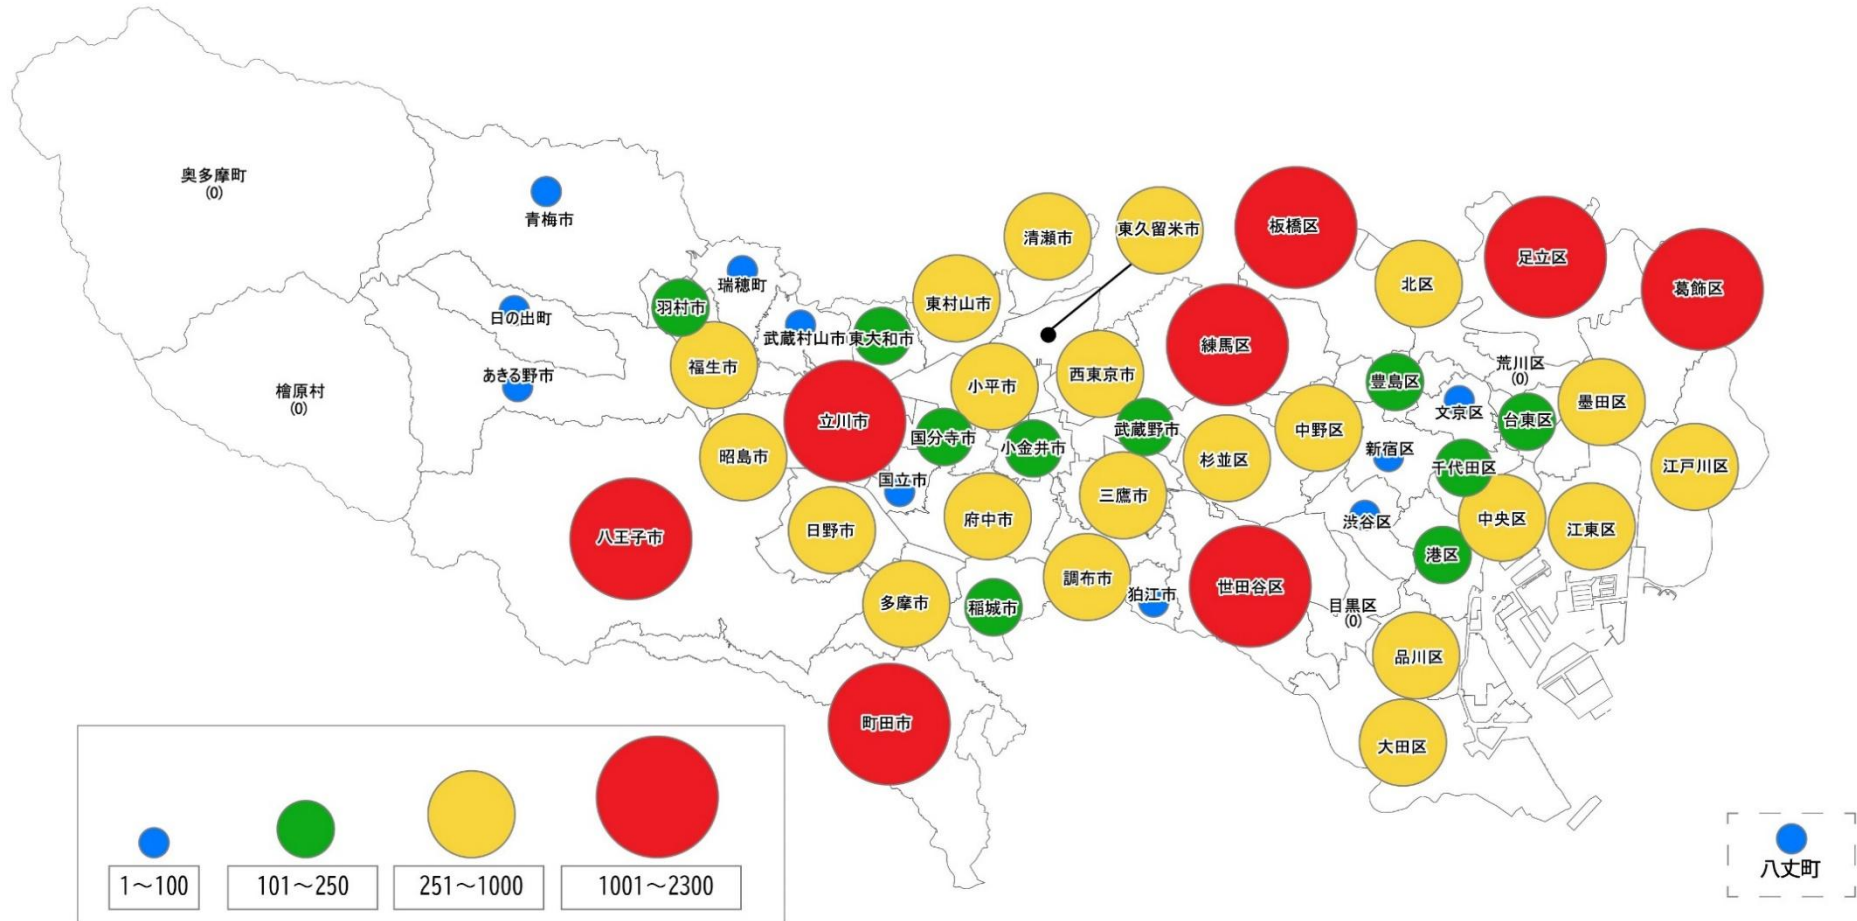 奥多摩町
(0)
青梅市
瑞穂町
羽村市
日の出町
武蔵村山市
東大和市
東村山市
清瀬市
東久留米市
板橋区
足立区
葛飾区
北区
練馬区
福生市
あきる野市
檜原村
(0)
小平市
西東京市
豊島区
荒川区
(0)
文京区
台東区
墨田区
立川市
国分寺市
小金井市
武蔵野市
中野区
杉並区
新宿区
千代田区
江戸川区
昭島市
国立市
三鷹市
府中市
日野市
八王子市
渋谷区
中央区
江東区
港区
調布市
狛江市
世田谷区
目黒区
(0)
多摩市
稲城市
品川区
町田市
大田区
八丈町
1～100
101～250
251～1000
1001～2300